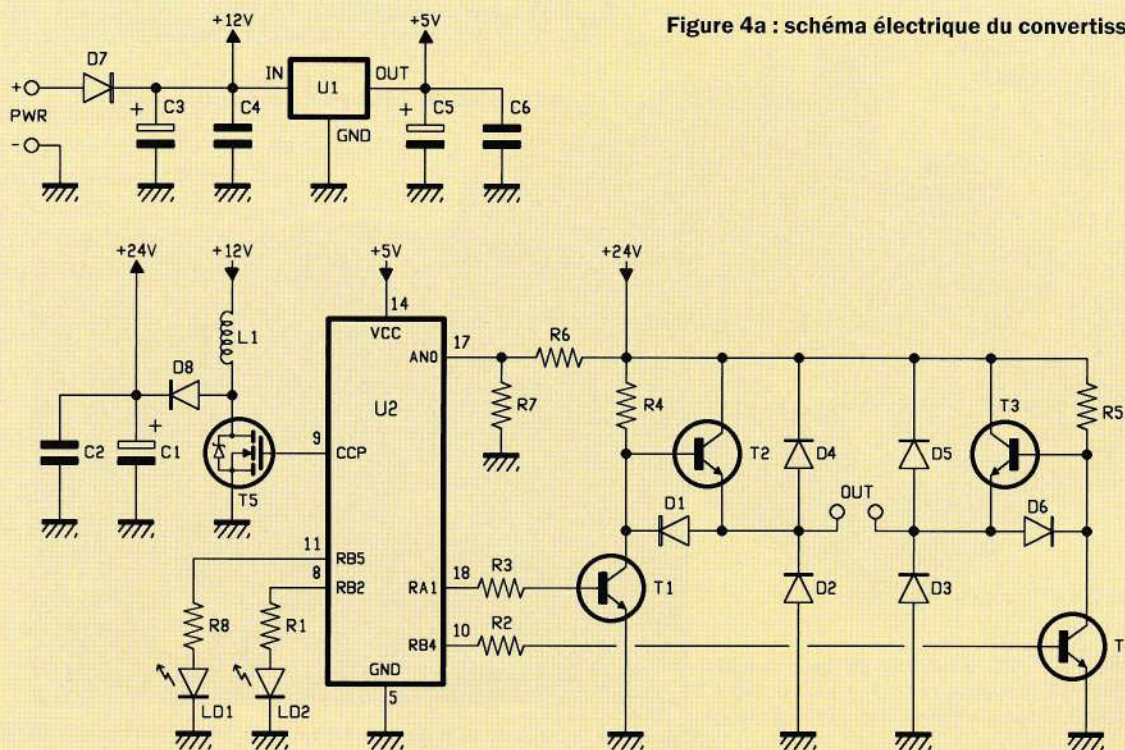 Figure 4a : schéma électrique du convertiss
+12V
+5V
D7
IN
U1
OUT
+
PWR
-
+
C3
C4
GND
+
C5
C6
+24V
+12V
+5V
+24V
14
VCC
L1
17
AN0
R6
D8
U2
R7
R4
T3
R5
C2
+
C1
9
CCP
T5
T2
D4
D5
OUT
D1
D6
11
RB5
8
RB2
18
RA1
R3
T1
D2
D3
R8
R1
10
RB4
R2
T
GND
5
LD1
LD2